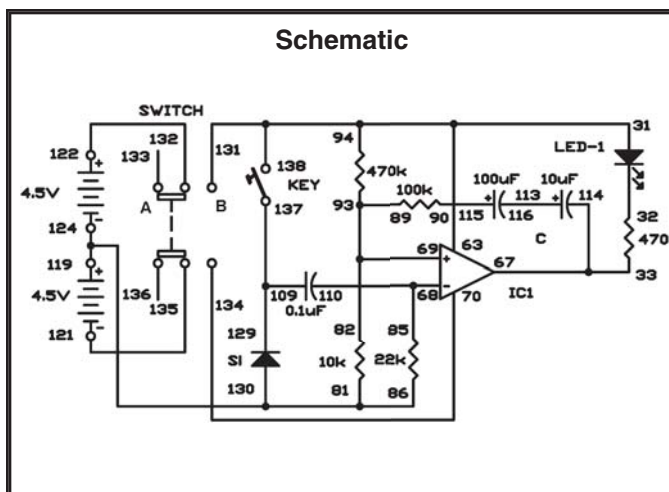 Schematic
SWITCH
132
133
131
94
31
122
138
LED-1
4.5V
A
B
KEY
470k
100k
100uF
113
10uF
114
137
93
89
90
115
116
C
32
124
470
119
69
63
+
67
33
4.5V
136
135
134
109
110
68
-
70
IC1
0.1uF
121
129
82
85
SI
10k
22k
130
81
86